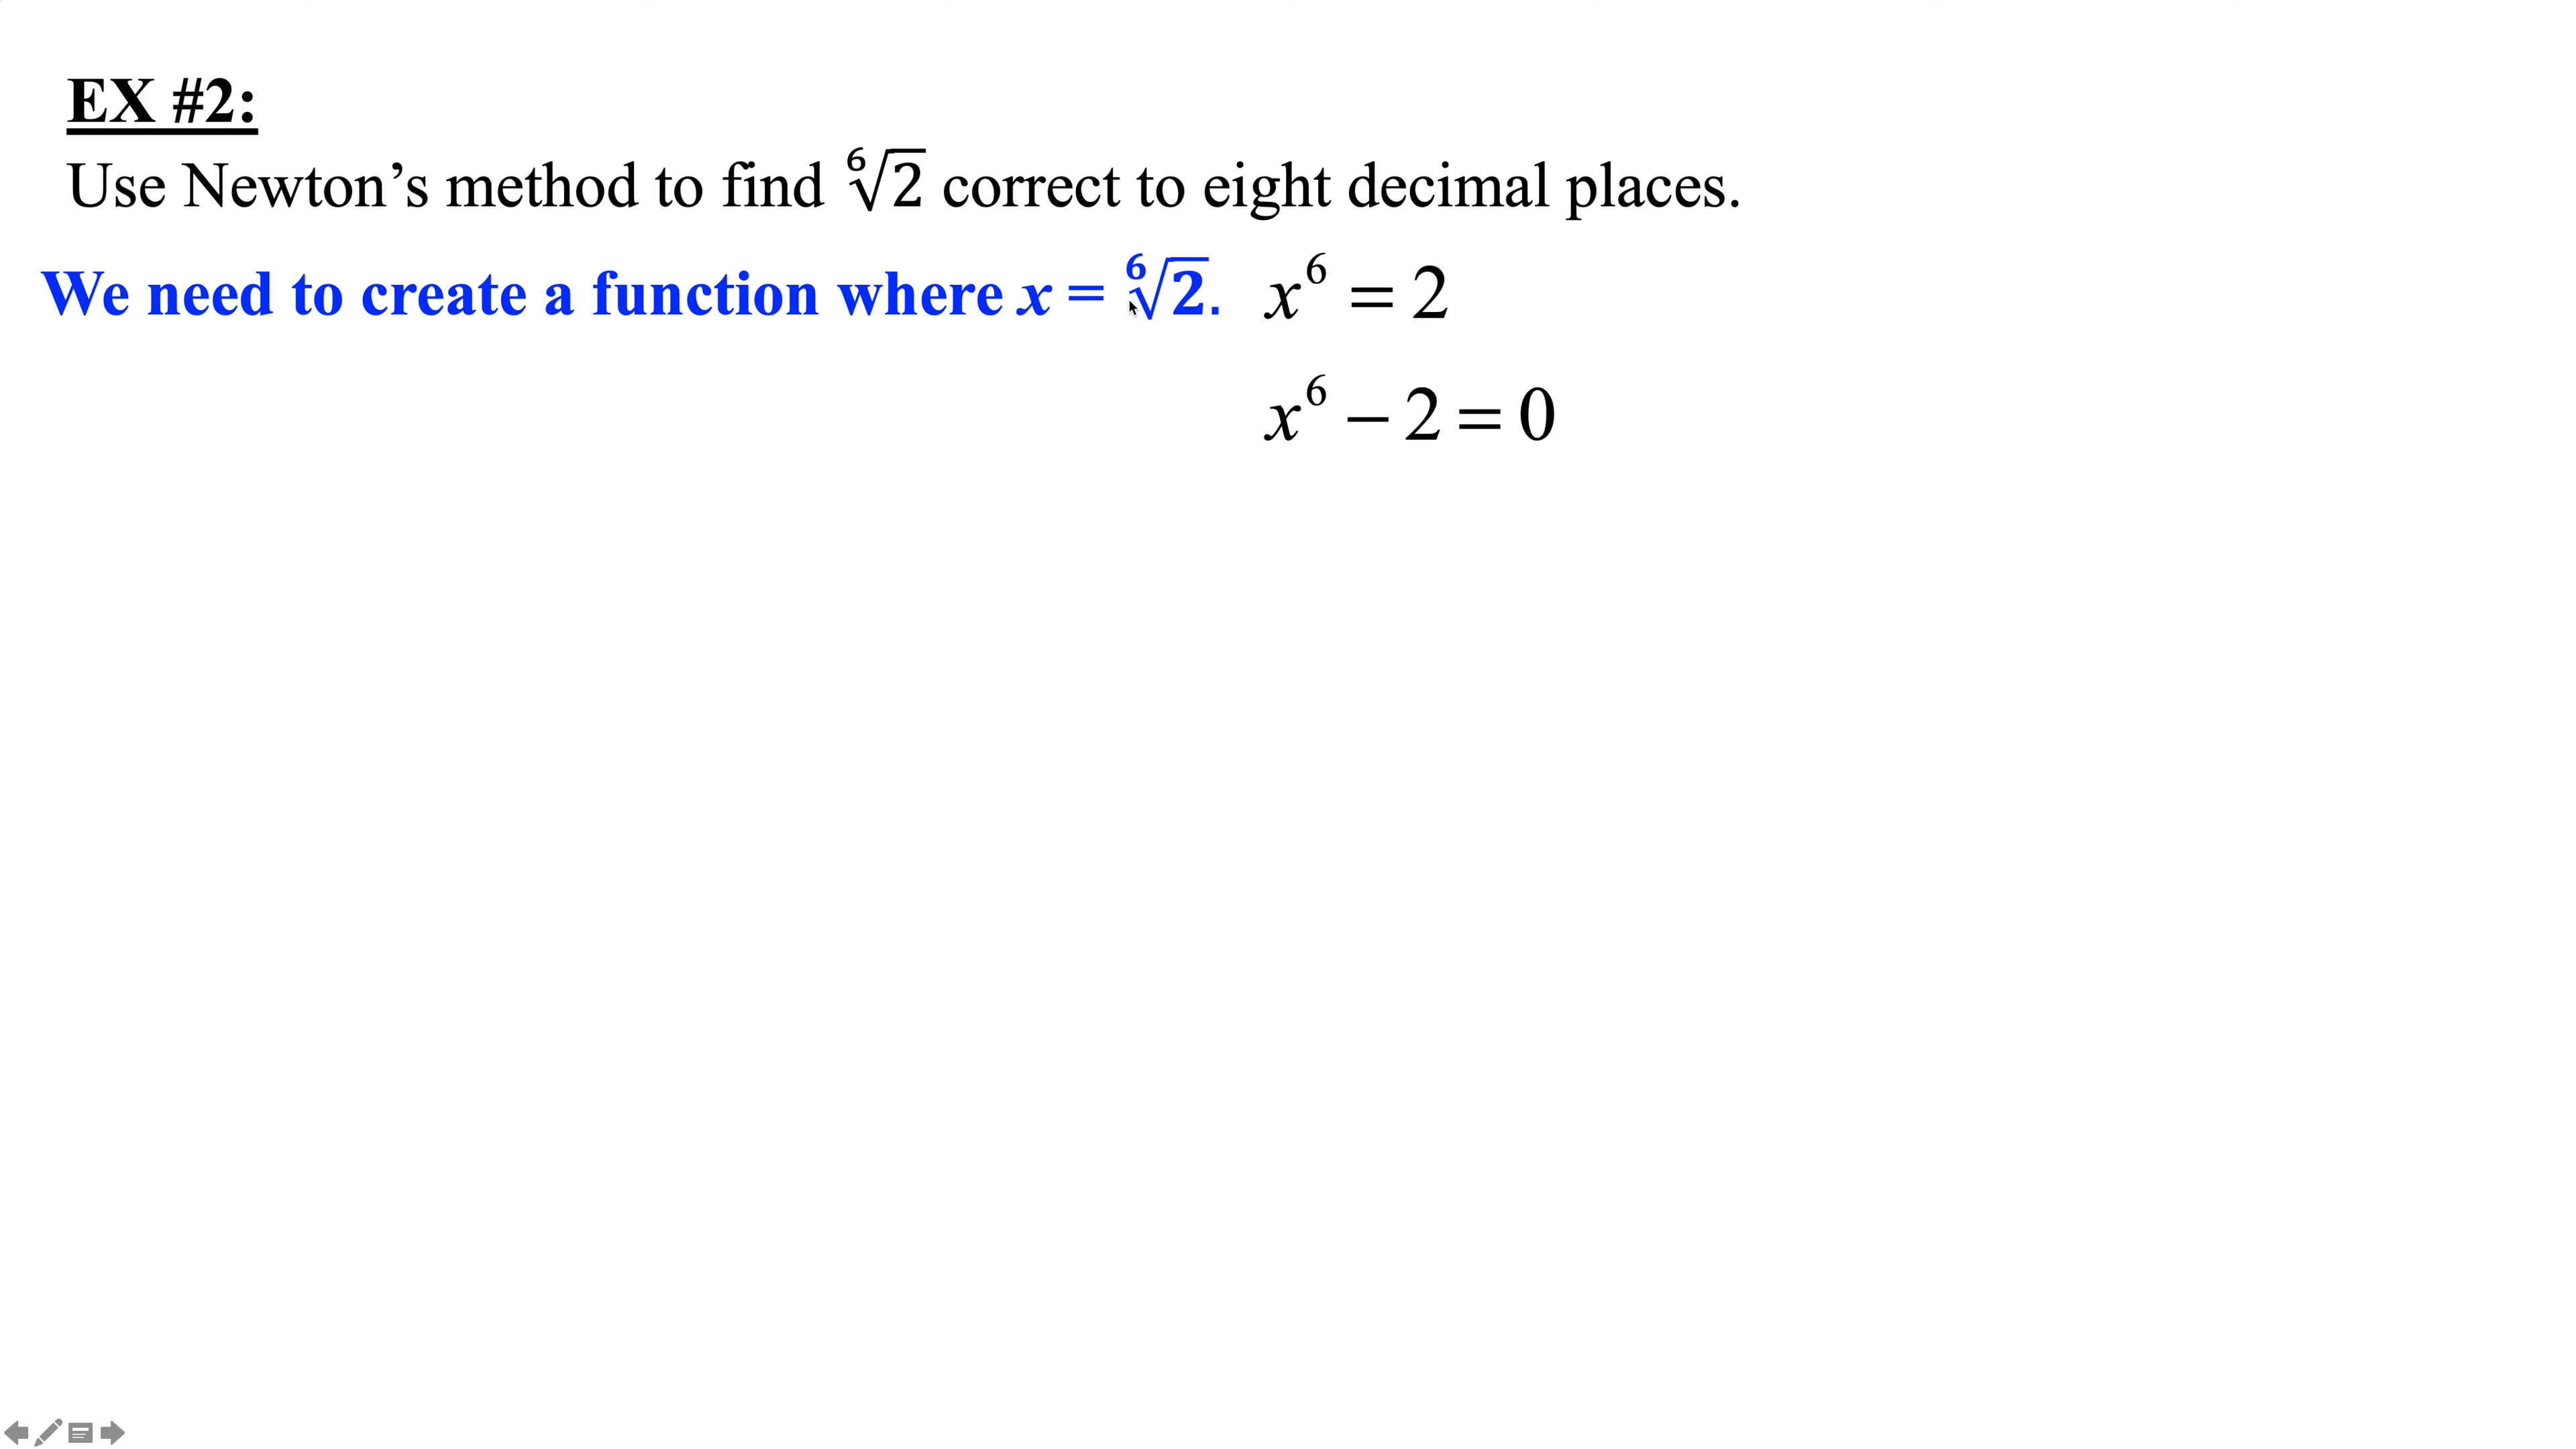 EX #2:
Use Newton’s method to find ⁶√2 correct to eight decimal places.
We need to create a function where x = ⁶√2. x⁶ = 2
x⁶ − 2 = 0